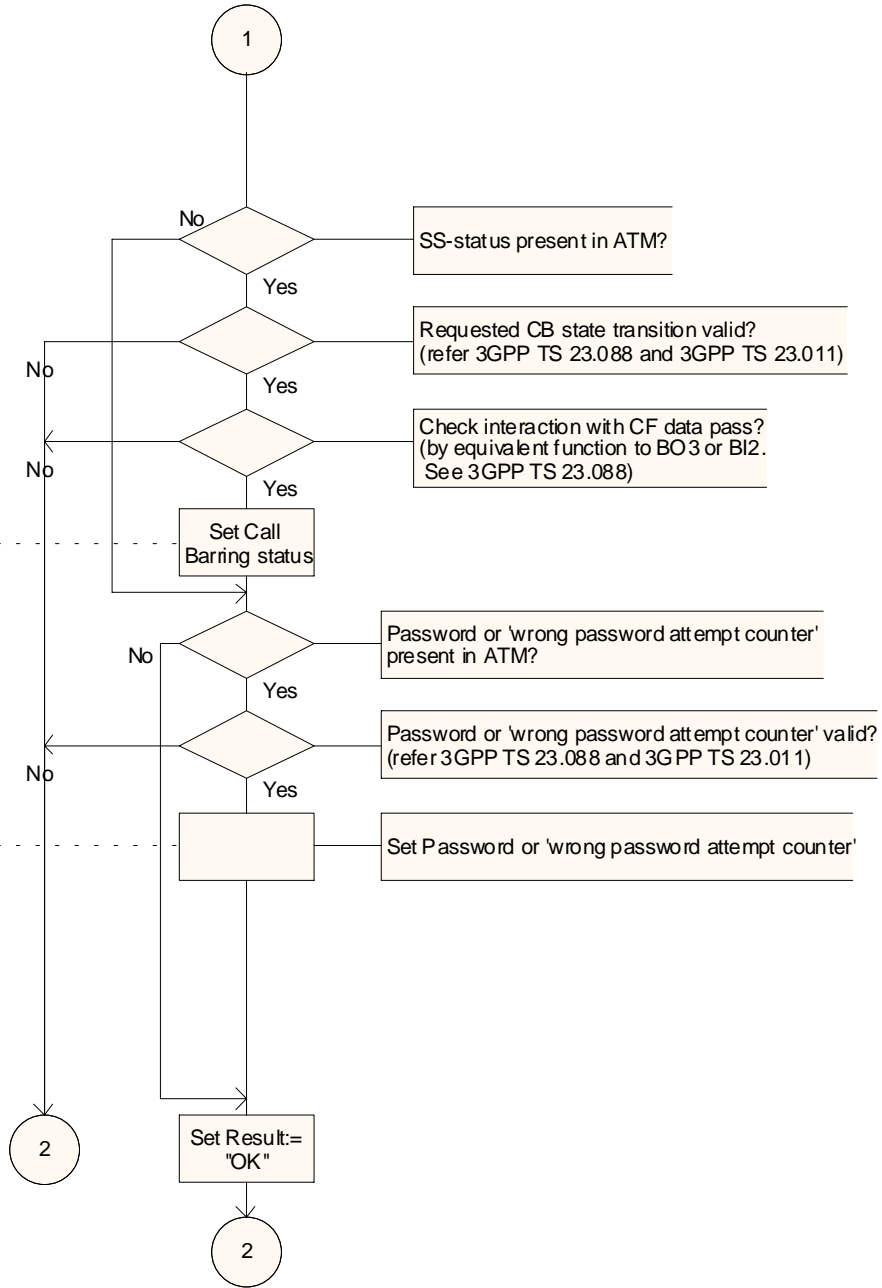 1
No
SS-status present in ATM?
Yes
Requested CB state transition valid?
(refer 3GPP TS 23.088 and 3GPP TS 23.011)
No
Yes
Check interaction with CF data pass?
(by equivalent function to BO3 or BI2.
See 3GPP TS 23.088)
No
Yes
Set Call
Barring status
Password or 'wrong password attempt counter'
present in ATM?
No
Yes
Password or 'wrong password attempt counter' valid?
(refer 3GPP TS 23.088 and 3GPP TS 23.011)
No
Yes
Set Password or 'wrong password attempt counter'
2
Set Result:=
"OK"
2